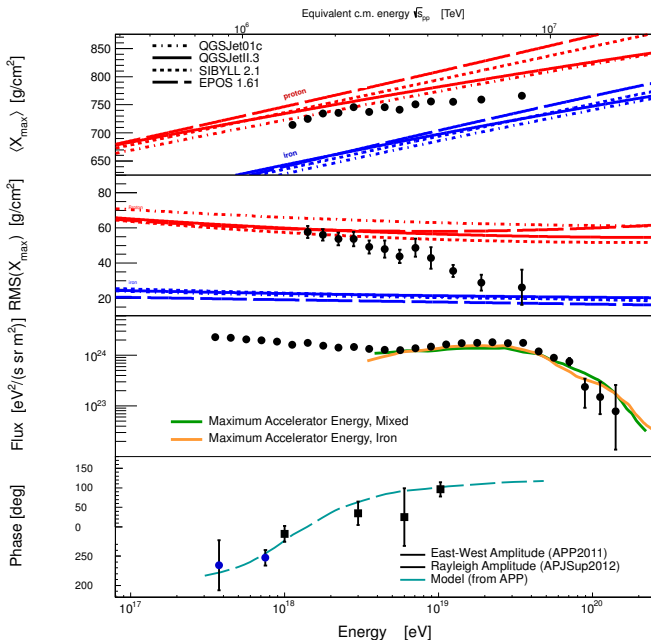 Equivalent c.m. energy √s_pp [TeV]
10^6 10^7
QGSJet01c
QGSJetII.3
SIBYLL 2.1
EPOS 1.61
proton
iron
850
800
750
700
650
⟨X_max⟩ [g/cm²]
80
60
40
20
RMS(X_max) [g/cm²]
iron
10^24
10^23
Flux [eV²/(s sr m²)]
Maximum Accelerator Energy, Mixed
Maximum Accelerator Energy, Iron
150
100
50
0
250
200
Phase [deg]
East-West Amplitude (APP2011)
Rayleigh Amplitude (APJSup2012)
Model (from APP)
10^17 10^18 10^19 10^20
Energy [eV]